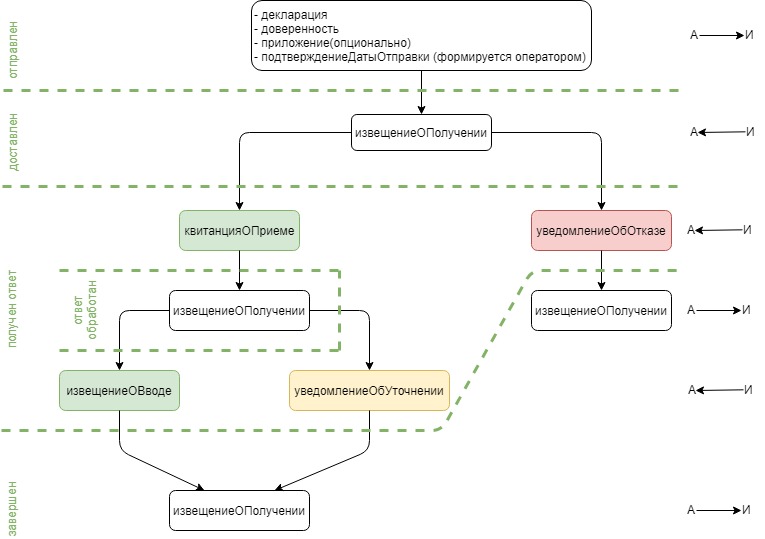 отправлен
- декларация
- доверенность
- приложение(опционально)
- подтверждениеДатыОтправки (формируется оператором)
А И
доставлен
извещениеОПолучении
А И
получен ответ
квитанцияОПриеме
уведомлениеОбОтказе
А И
ответ
обработан
извещениеОПолучении
извещениеОПолучении
А И
извещениеОВводе
уведомлениеОбУточнении
А И
завершен
извещениеОПолучении
А И